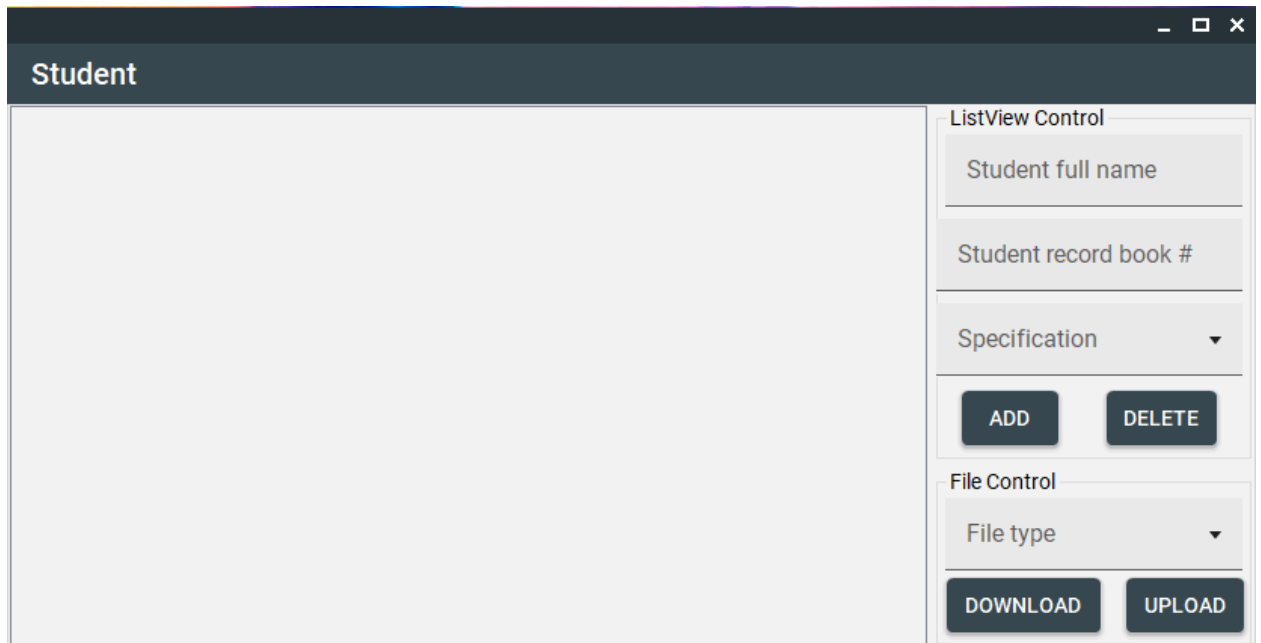 Student
ListView Control
Student full name
Student record book #
Specification
ADD DELETE
File Control
File type
DOWNLOAD UPLOAD